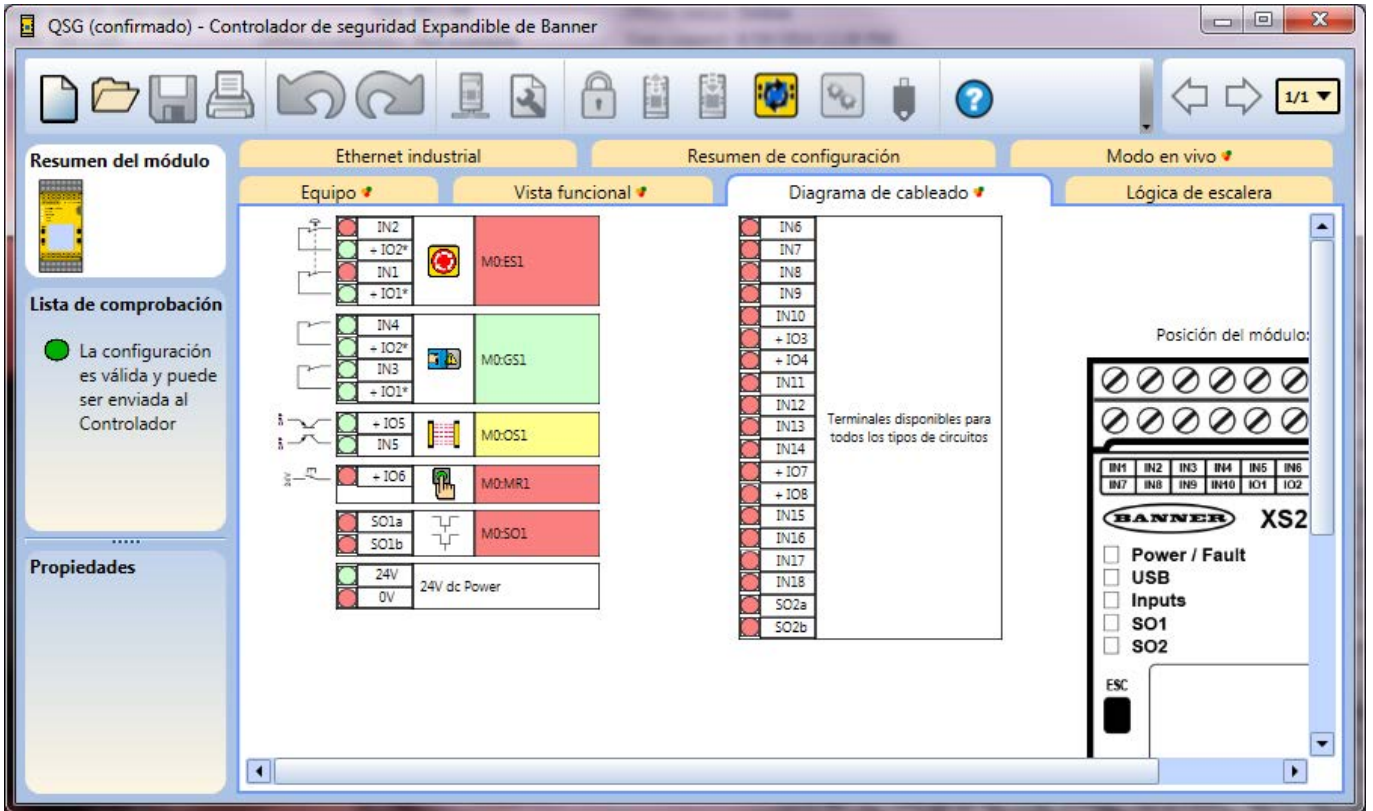 QSG (confirmado) - Controlador de seguridad Expandible de Banner
1/1
Resumen del módulo
Ethernet industrial
Resumen de configuración
Modo en vivo
Equipo
Vista funcional
Diagrama de cableado
Lógica de escalera
Lista de comprobación
La configuración
es válida y puede
ser enviada al
Controlador
Propiedades
IN2
+ IO2*
IN1
+ IO1*
M0:ES1
IN4
+ IO2*
IN3
+ IO1*
M0:GS1
+ IO5
IN5
M0:OS1
+ IO6
M0:MR1
SO1a
SO1b
M0:SO1
24V
0V
24V dc Power
IN6
IN7
IN8
IN9
IN10
+ IO3
+ IO4
IN11
IN12
IN13
IN14
+ IO7
+ IO8
IN15
IN16
IN17
IN18
SO2a
SO2b
Terminales disponibles para
todos los tipos de circuitos
Posición del módulo:
IN1 IN2 IN3 IN4 IN5 IN6
IN7 IN8 IN9 IN10 IO1 IO2
BANNER XS2
Power / Fault
USB
Inputs
SO1
SO2
ESC